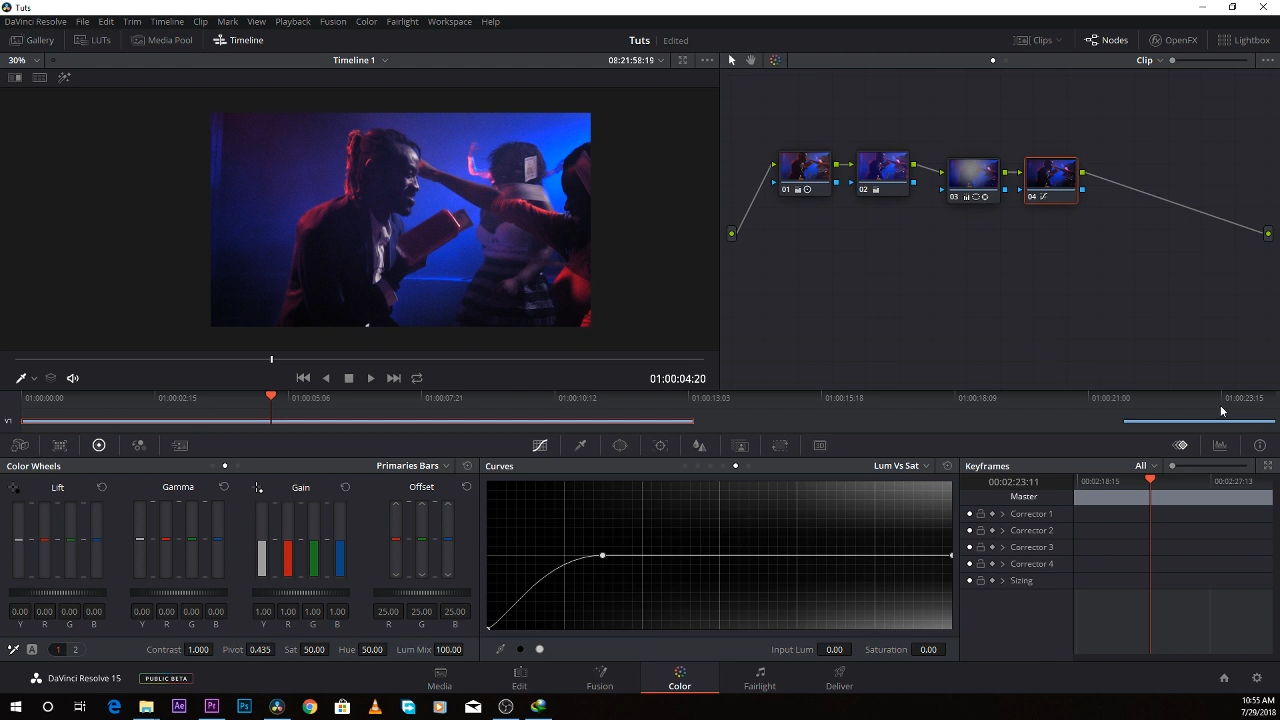 Tuts
DaVinci Resolve File Edit Trim Timeline Clip Mark View Playback Fusion Color Fairlight Workspace Help
Gallery LUTs Media Pool Timeline Tuts Edited Clips Nodes OpenFX Lightbox
30% Timeline 1 08:21:58:19 Clip
01 02
03 04
01:00:04:20
01:00:00:00 01:00:02:15 01:00:05:06 01:00:07:21 01:00:10:12 01:00:13:03 01:00:15:18 01:00:18:09 01:00:21:00 01:00:23:15
V1
Color Wheels Primaries Bars Curves Lum Vs Sat Keyframes All
Lift Gamma Gain Offset 00:02:23:11 00:02:18:15 00:02:27:13
Master
Corrector 1
Corrector 2
Corrector 3
Corrector 4
Sizing
0.00 0.00 0.00 0.00 0.00 0.00 0.00 0.00 1.00 1.00 1.00 1.00 25.00 25.00 25.00
Y R G B Y R G B Y R G B R G B
A 1 2 Contrast 1.000 Pivot 0.435 Sat 50.00 Hue 50.00 Lum Mix 100.00 Input Lum 0.00 Saturation 0.00
DaVinci Resolve 15 PUBLIC BETA Media Edit Fusion Color Fairlight Deliver
Ae Pr Ps 10:55 AM
7/29/2018